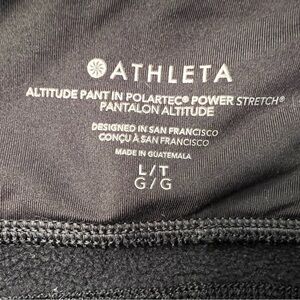 ATHLETA
ALTITUDE PANT IN POLARTEC® POWER STRETCH®
PANTALON ALTITUDE
DESIGNED IN SAN FRANCISCO
CONÇU À SAN FRANCISCO
MADE IN GUATEMALA
L/T
G/G